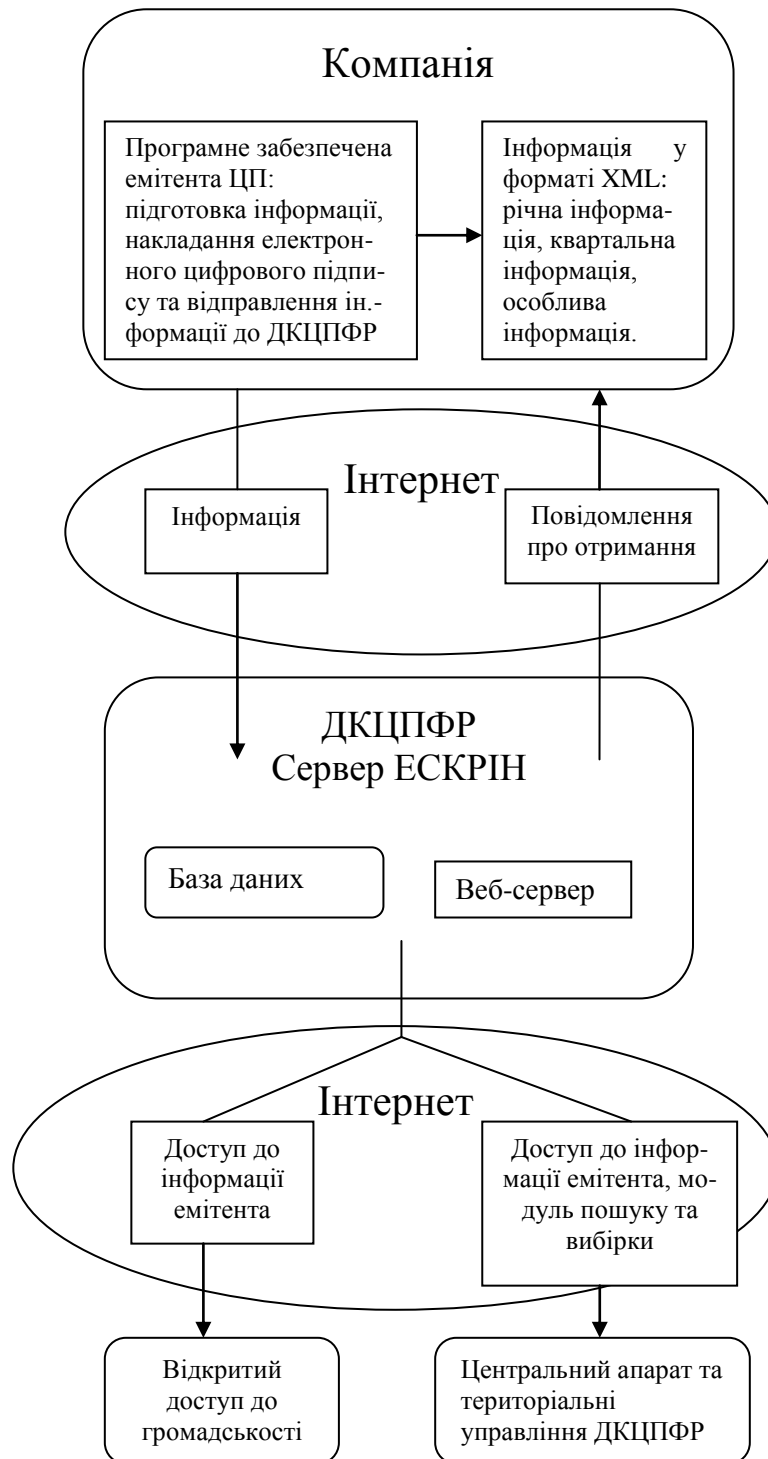 Компанія
Програмне забезпечена
емітента ЦП:
підготовка інформації,
накладання електрон-
ного цифрового підпи-
су та відправлення ін.-
формації до ДКЦПФР
Інформація у
форматі XML:
річна інформа-
ція, квартальна
інформація,
особлива
інформація.
Інтернет
Інформація
Повідомлення
про отримання
ДКЦПФР
Сервер ЕСКРІН
База даних
Веб-сервер
Інтернет
Доступ до
інформації
емітента
Доступ до інфор-
мації емітента, мо-
дуль пошуку та
вибірки
Відкритий
доступ до
громадськості
Центральний апарат та
територіальні
управління ДКЦПФР